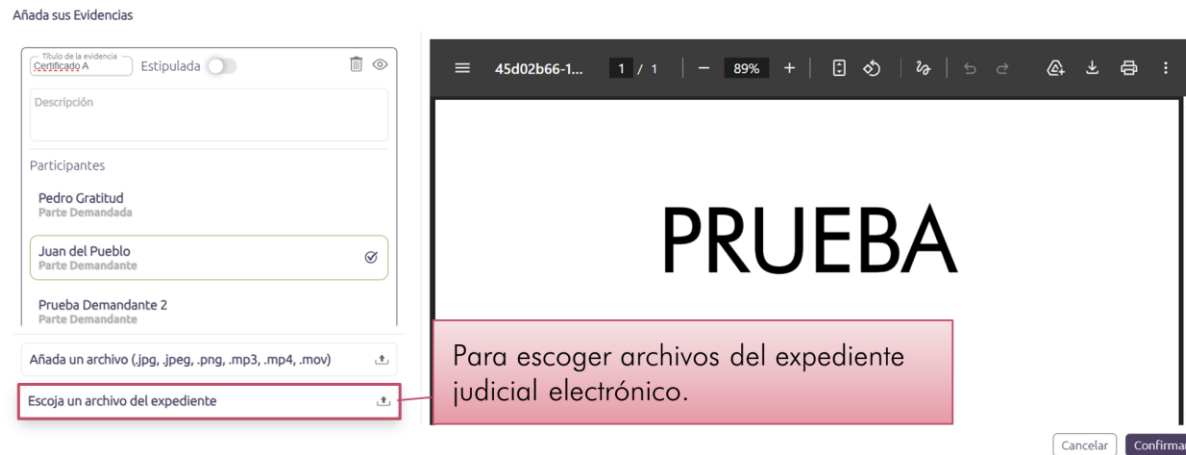 Añada sus Evidencias
Título de la evidencia
Certificado A
Estipulada
Descripción
Participantes
Pedro Gratitud
Parte Demandada
Juan del Pueblo
Parte Demandante
Prueba Demandante 2
Parte Demandante
Añada un archivo (.jpg, .jpeg, .png, .mp3, .mp4, .mov)
Escoja un archivo del expediente
45d02b66-1... 1 / 1 89%
PRUEBA
Para escoger archivos del expediente
judicial electrónico.
Cancelar
Confirmar